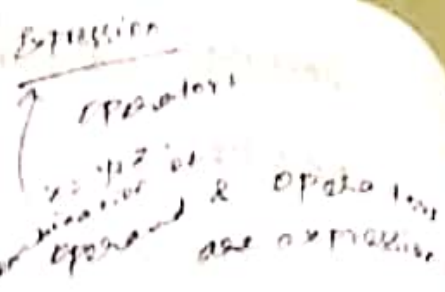 Expression
operators
combination of
operand & operators
are expression